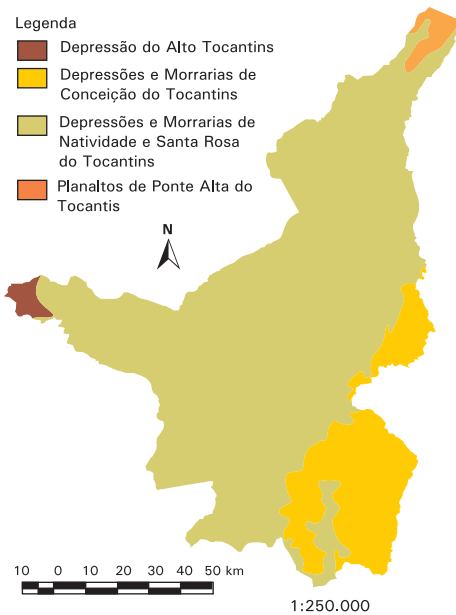 Legenda
Depressão do Alto Tocantins
Depressões e Morrarias de
Conceição do Tocantins
Depressões e Morrarias de
Natividade e Santa Rosa
do Tocantins
Planaltos de Ponte Alta do
Tocantis
N
10 0 10 20 30 40 50 km
1:250.000